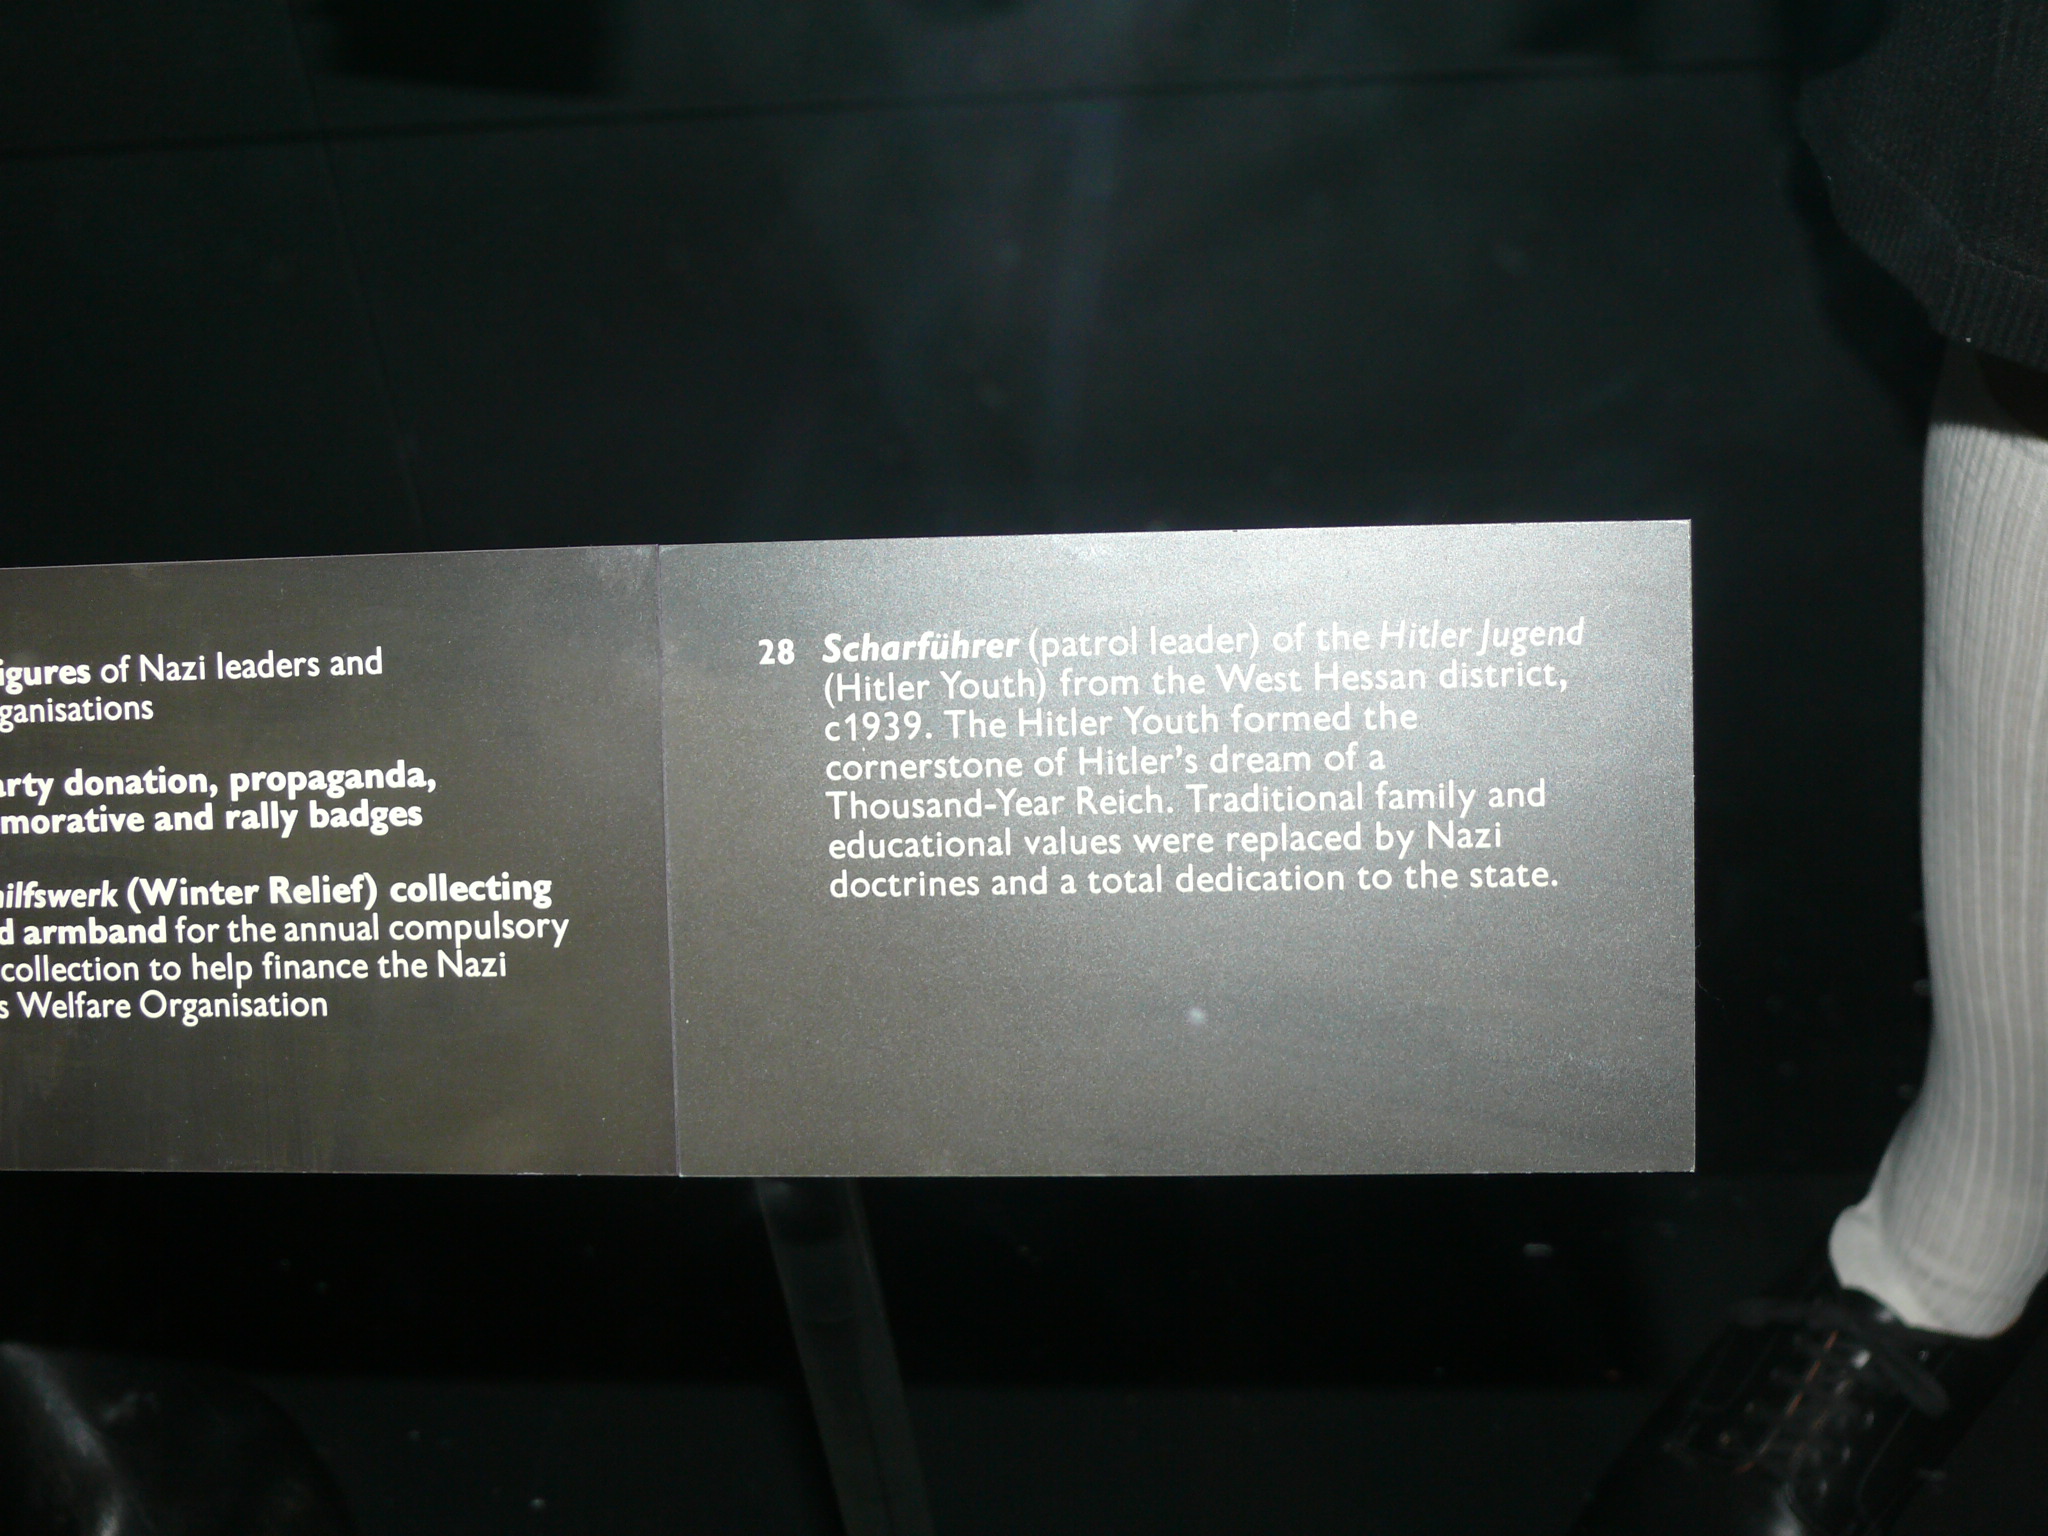 igures of Nazi leaders and
ganisations
arty donation, propaganda,
morative and rally badges
hilfswerk (Winter Relief) collecting
d armband for the annual compulsory
collection to help finance the Nazi
s Welfare Organisation
28 Scharführer (patrol leader) of the Hitler Jugend
(Hitler Youth) from the West Hessan district,
c1939. The Hitler Youth formed the
cornerstone of Hitler's dream of a
Thousand-Year Reich. Traditional family and
educational values were replaced by Nazi
doctrines and a total dedication to the state.